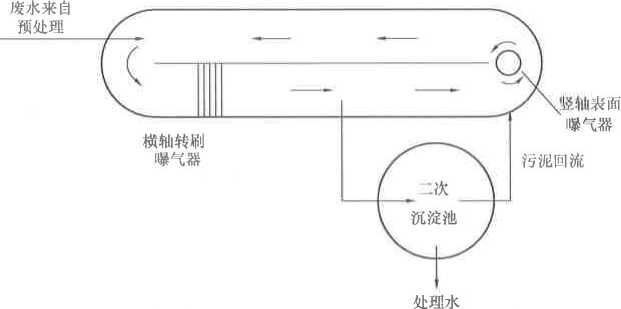 废水来自
预处理
横轴转刷
曝气器
竖轴表面
曝气器
污泥回流
二次
沉淀池
处理水